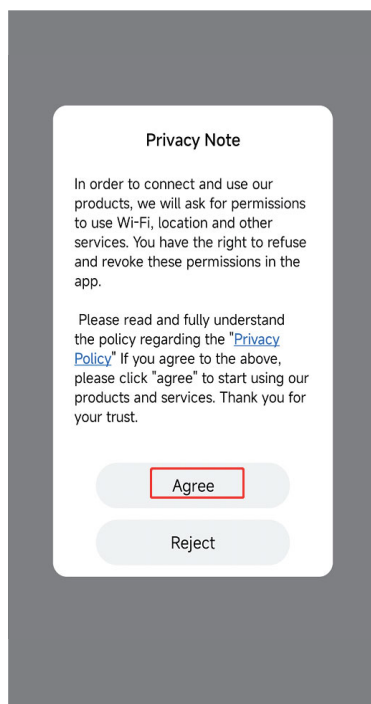 Privacy Note
In order to connect and use our
products, we will ask for permissions
to use Wi-Fi, location and other
services. You have the right to refuse
and revoke these permissions in the
app.
Please read and fully understand
the policy regarding the "Privacy
Policy" If you agree to the above,
please click "agree" to start using our
products and services. Thank you for
your trust.
Agree
Reject